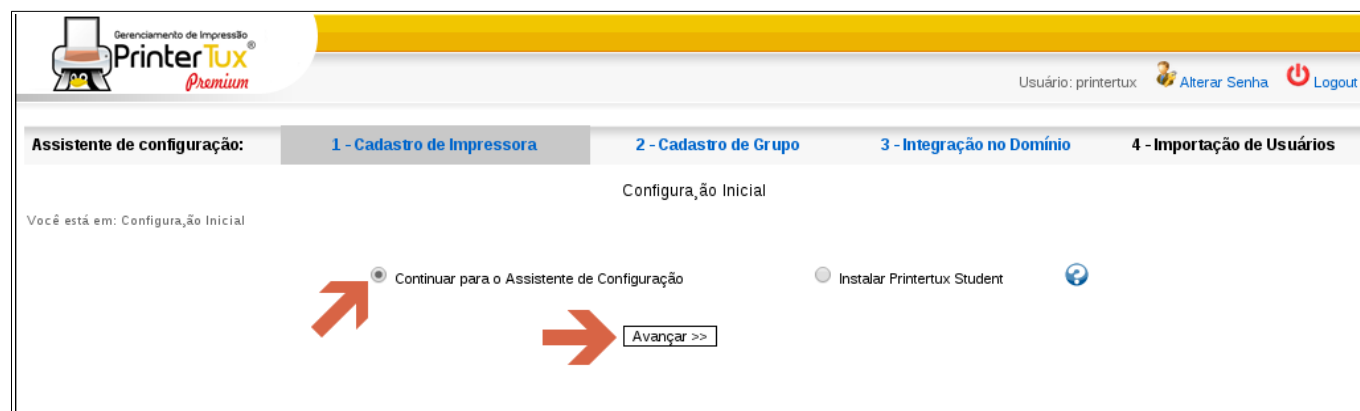 Gerenciamento de Impressão
PrinterTux®
Premium
Usuário: printertux Alterar Senha Logout
Assistente de configuração: 1 - Cadastro de Impressora 2 - Cadastro de Grupo 3 - Integração no Domínio 4 - Importação de Usuários
Configura¸ão Inicial
Você está em: Configura¸ão Inicial
Continuar para o Assistente de Configuração Instalar Printertux Student
Avançar >>